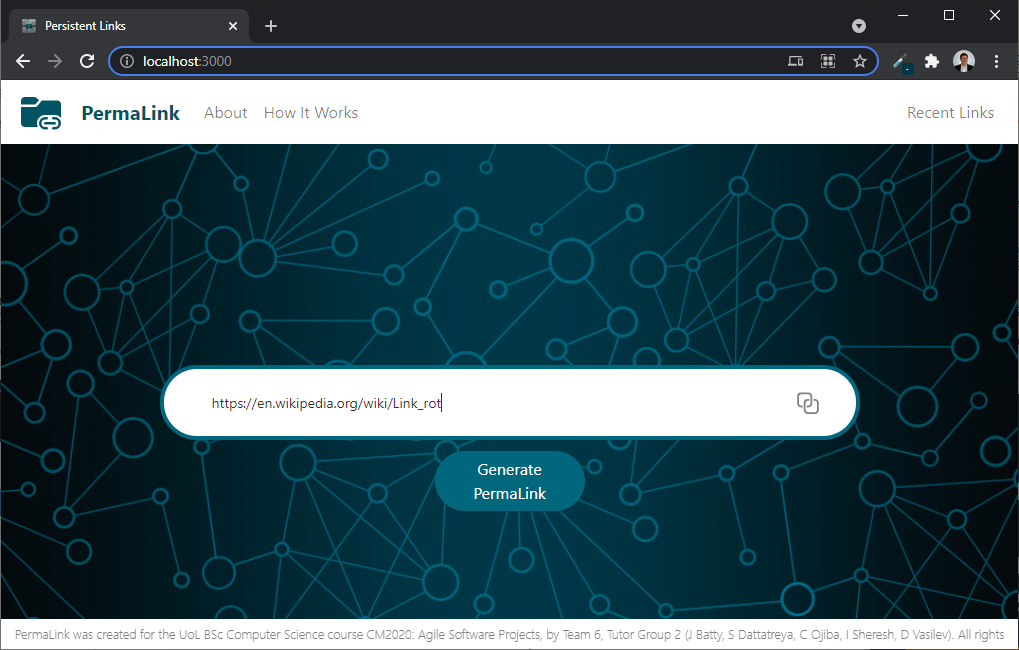 Persistent Links
localhost:3000
PermaLink About How It Works Recent Links
https://en.wikipedia.org/wiki/Link_rot
Generate
PermaLink
PermaLink was created for the UoL BSc Computer Science course CM2020: Agile Software Projects, by Team 6, Tutor Group 2 (J Batty, S Dattatreya, C Ojiba, I Sheresh, D Vasilev). All rights